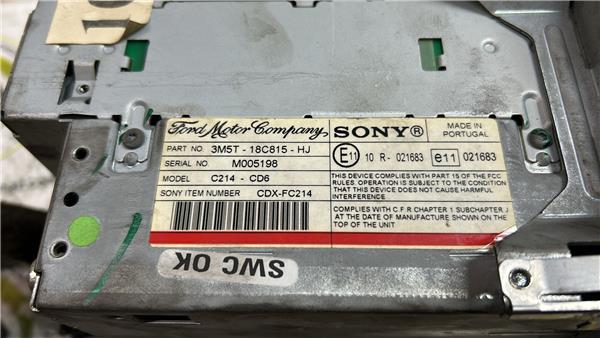 Ford Motor Company SONY® MADE IN PORTUGAL
PART NO. 3M5T - 18C815 - HJ
SERIAL NO. M005198
MODEL C214 - CD6
SONY ITEM NUMBER CDX-FC214
E11 10 R - 021683 e11 021683
THIS DEVICE COMPLIES WITH PART 15 OF THE FCC
RULES. OPERATION IS SUBJECT TO THE CONDITION
THAT THIS DEVICE DOES NOT CAUSE HARMFUL
INTERFERENCE
COMPLIES WITH C F R CHAPTER 1 SUBCHAPTER J
AT THE DATE OF MANUFACTURE SHOWN ON THE
TOP OF THE UNIT
SWC OK